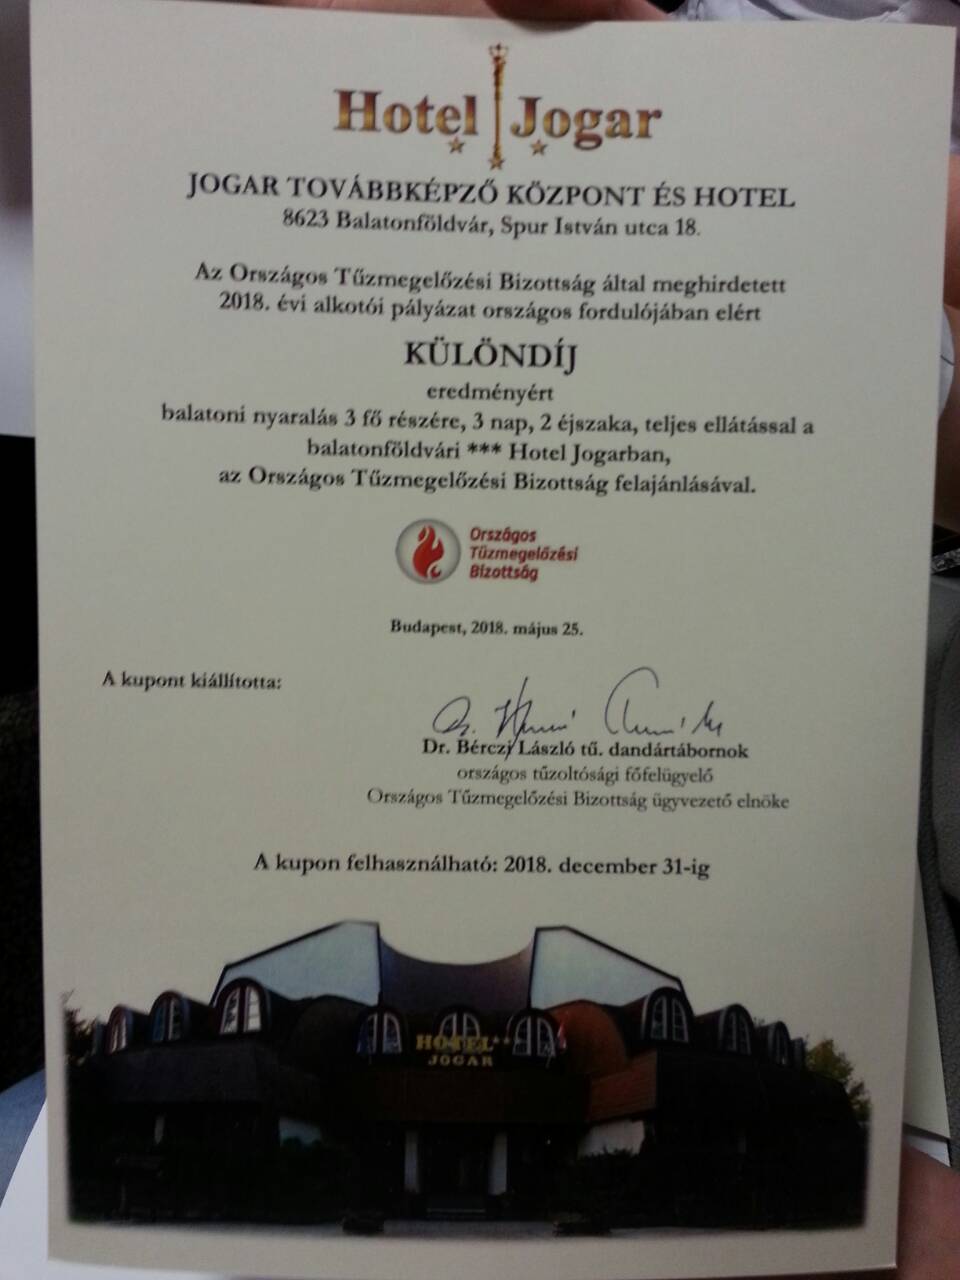 Hotel Jogar
JOGAR TOVÁBBKÉPZŐ KÖZPONT ÉS HOTEL
8623 Balatonföldvár, Spur István utca 18.
Az Országos Tűzmegelőzési Bizottság által meghirdetett
2018. évi alkotói pályázat országos fordulójában elért
KÜLÖNDÍJ
eredményért
balatoni nyaralás 3 fő részére, 3 nap, 2 éjszaka, teljes ellátással a
balatonföldvári *** Hotel Jogarban,
az Országos Tűzmegelőzési Bizottság felajánlásával.
Országos
Tűzmegelőzési
Bizottság
Budapest, 2018. május 25.
A kupont kiállította:
Dr. Bérczi László tű. dandártábornok
országos tűzoltósági főfelügyelő
Országos Tűzmegelőzési Bizottság ügyvezető elnöke
A kupon felhasználható: 2018. december 31-ig
HOTEL***
JOGAR